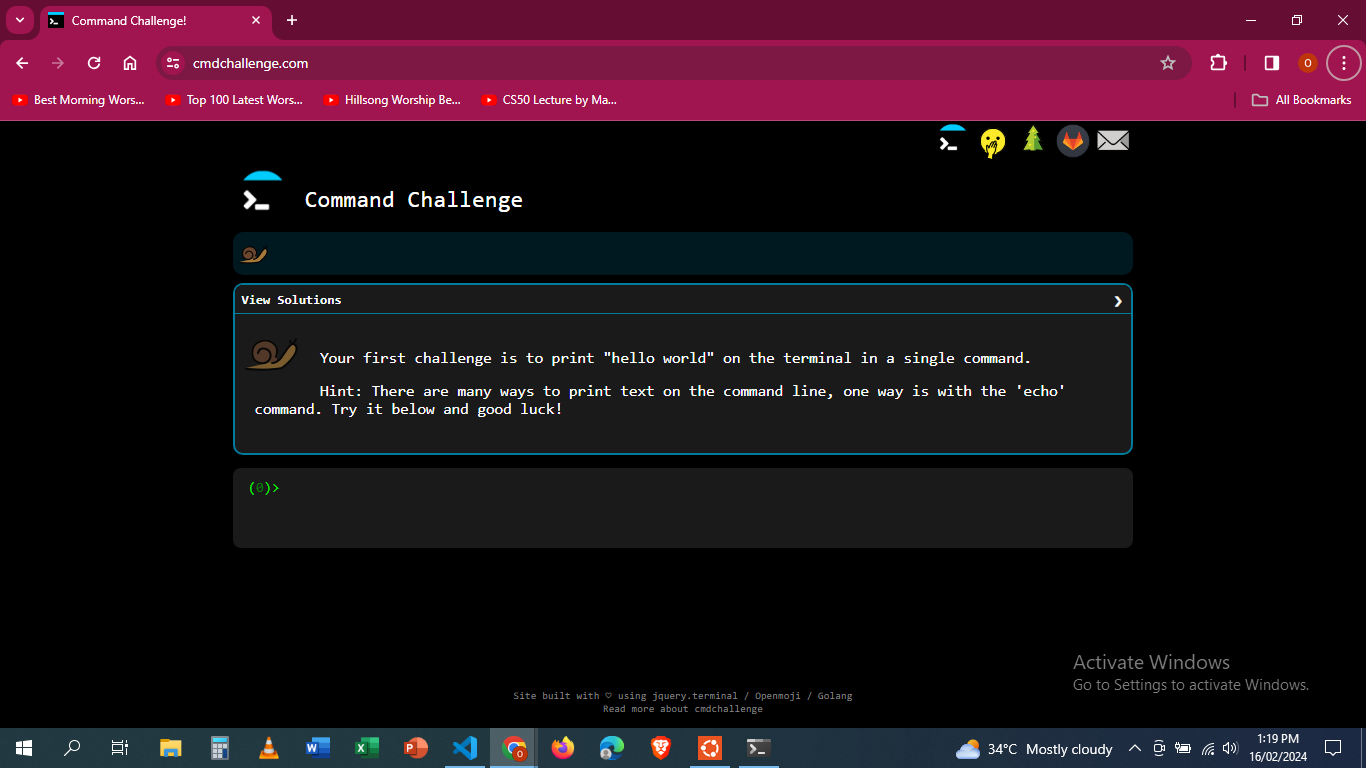 Command Challenge!
cmdchallenge.com
O
Best Morning Wors...
Top 100 Latest Wors...
Hillsong Worship Be...
CS50 Lecture by Ma...
All Bookmarks
Command Challenge
View Solutions
Your first challenge is to print "hello world" on the terminal in a single command.
Hint: There are many ways to print text on the command line, one way is with the 'echo'
command. Try it below and good luck!
(0)>
Activate Windows
Go to Settings to activate Windows.
Site built with ♡ using jquery.terminal / Openmoji / Golang
Read more about cmdchallenge
34°C Mostly cloudy
1:19 PM
16/02/2024